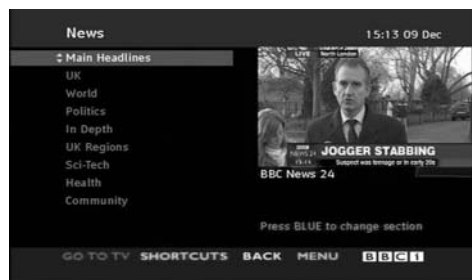 News
15:13 09 Dec
Main Headlines
UK
World
Politics
In Depth
UK Regions
Sci-Tech
Health
Community
LIVE North London
BBC
NEWS 24
15:13
JOGGER STABBING
Suspect was teenage or in early 20s
BBC News 24
Press BLUE to change section
GO TO TV SHORTCUTS BACK MENU BBC1